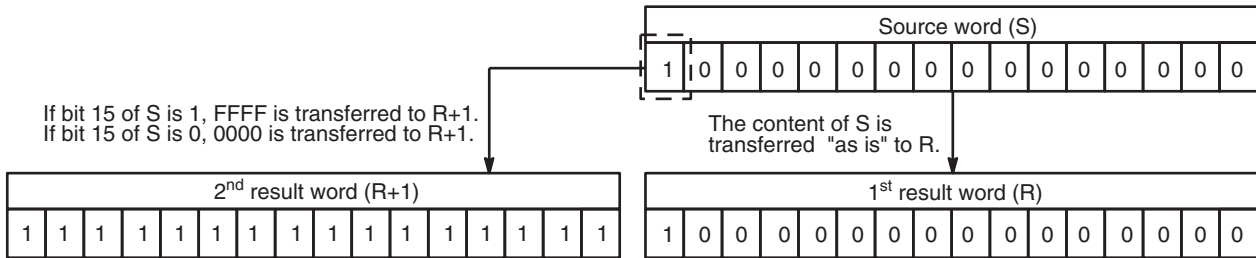 Source word (S)
1 0 0 0 0 0 0 0 0 0 0 0 0 0 0 0
If bit 15 of S is 1, FFFF is transferred to R+1.
If bit 15 of S is 0, 0000 is transferred to R+1.
The content of S is
transferred "as is" to R.
2nd result word (R+1)
1 1 1 1 1 1 1 1 1 1 1 1 1 1 1 1
1st result word (R)
1 0 0 0 0 0 0 0 0 0 0 0 0 0 0 0